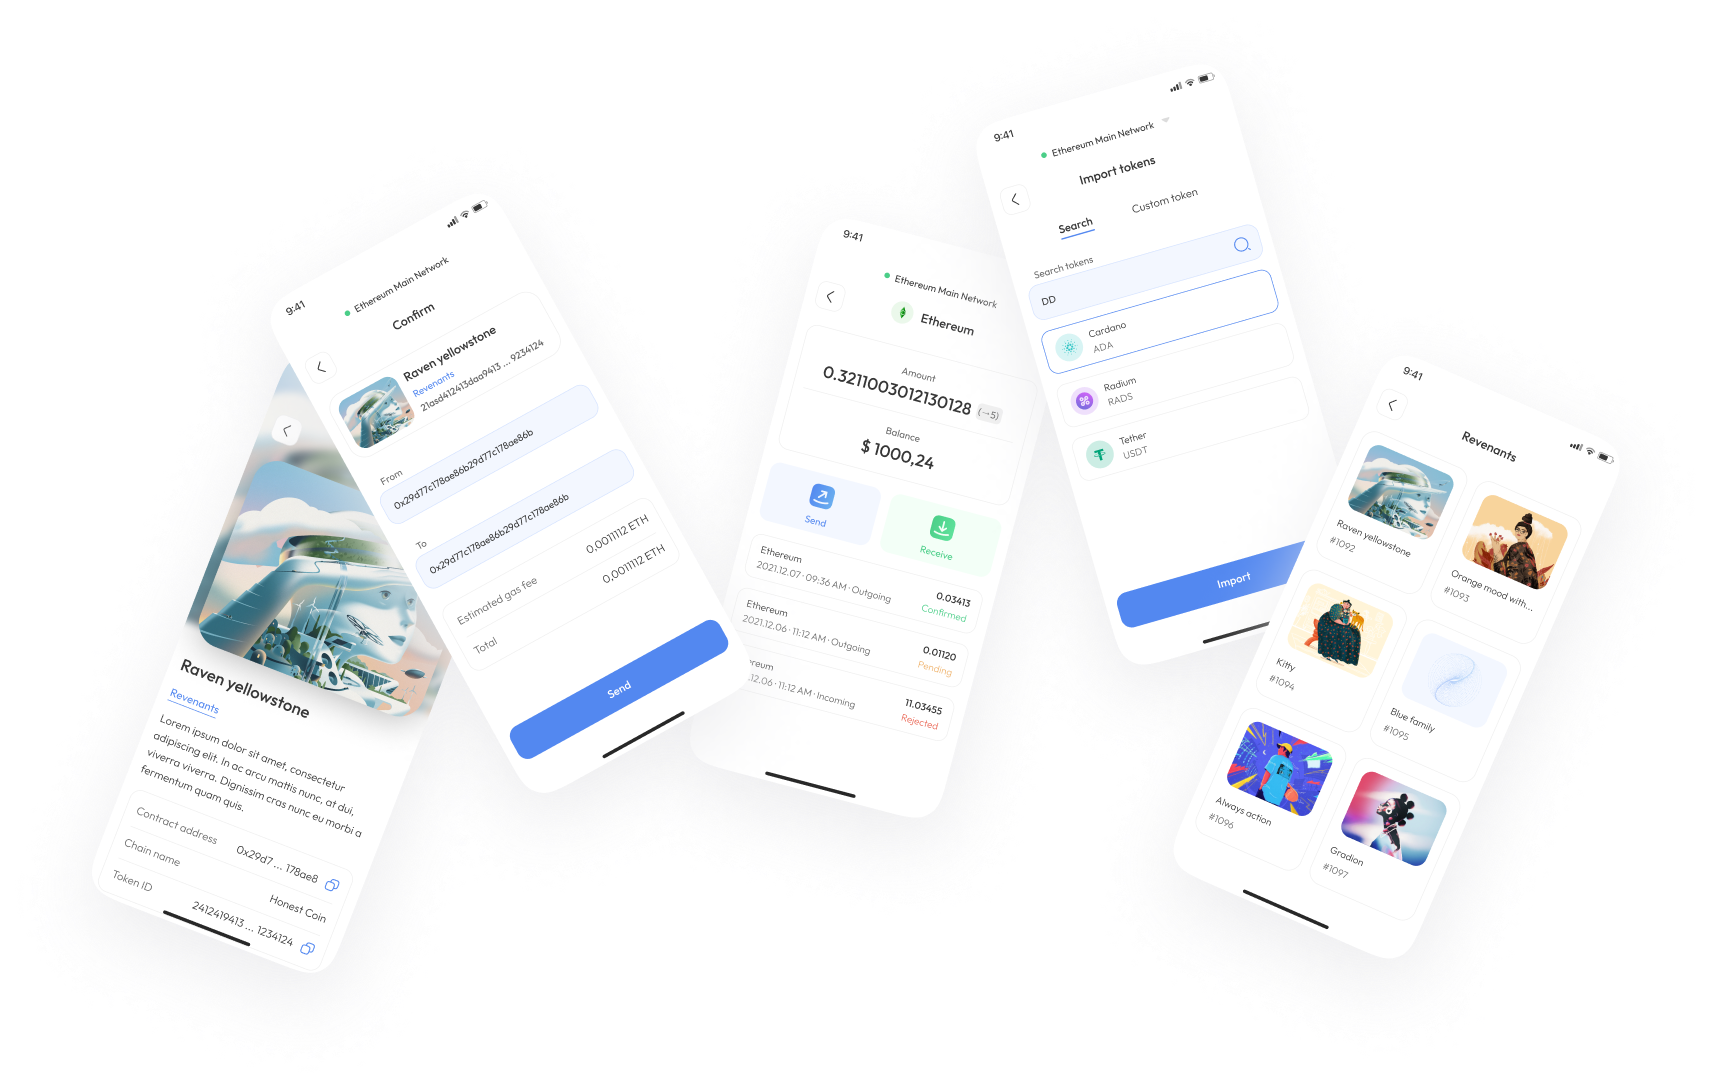 Raven yellowstone
Revenants
Lorem ipsum dolor sit amet, consectetur
adipiscing elit. In ac arcu mattis nunc, at dui,
viverra viverra. Dignissim cras nunc eu morbi a
fermentum quam quis.
Contract address
0x29d7 ... 178ae8
Chain name
Honest Coin
Token ID
2412419413 ... 1234124
9:41
Ethereum Main Network
Confirm
Raven yellowstone
Revenants
21asd412413daa9413 ... 9234124
From
0x29d77c178ae86b29d77c178ae86b
To
0x29d77c178ae86b29d77c178ae86b
Estimated gas fee
0,0011112 ETH
Total
0,0011112 ETH
Send
9:41
Ethereum Main Network
Ethereum
Amount
0.3211003012130128 (→5)
Balance
$ 1000,24
Send
Receive
Ethereum
2021.12.07 · 09:36 AM · Outgoing
0.03413
Confirmed
Ethereum
2021.12.06 · 11:12 AM · Outgoing
0.01120
Pending
ereum
.12.06 · 11:12 AM · Incoming
11.03455
Rejected
9:41
Ethereum Main Network
Import tokens
Search
Custom token
Search tokens
DD
Cardano
ADA
Radium
RADS
Tether
USDT
Import
9:41
Revenants
Raven yellowstone
#1092
Orange mood with...
#1093
Kitty
#1094
Blue family
#1095
Always action
#1096
Gradion
#1097